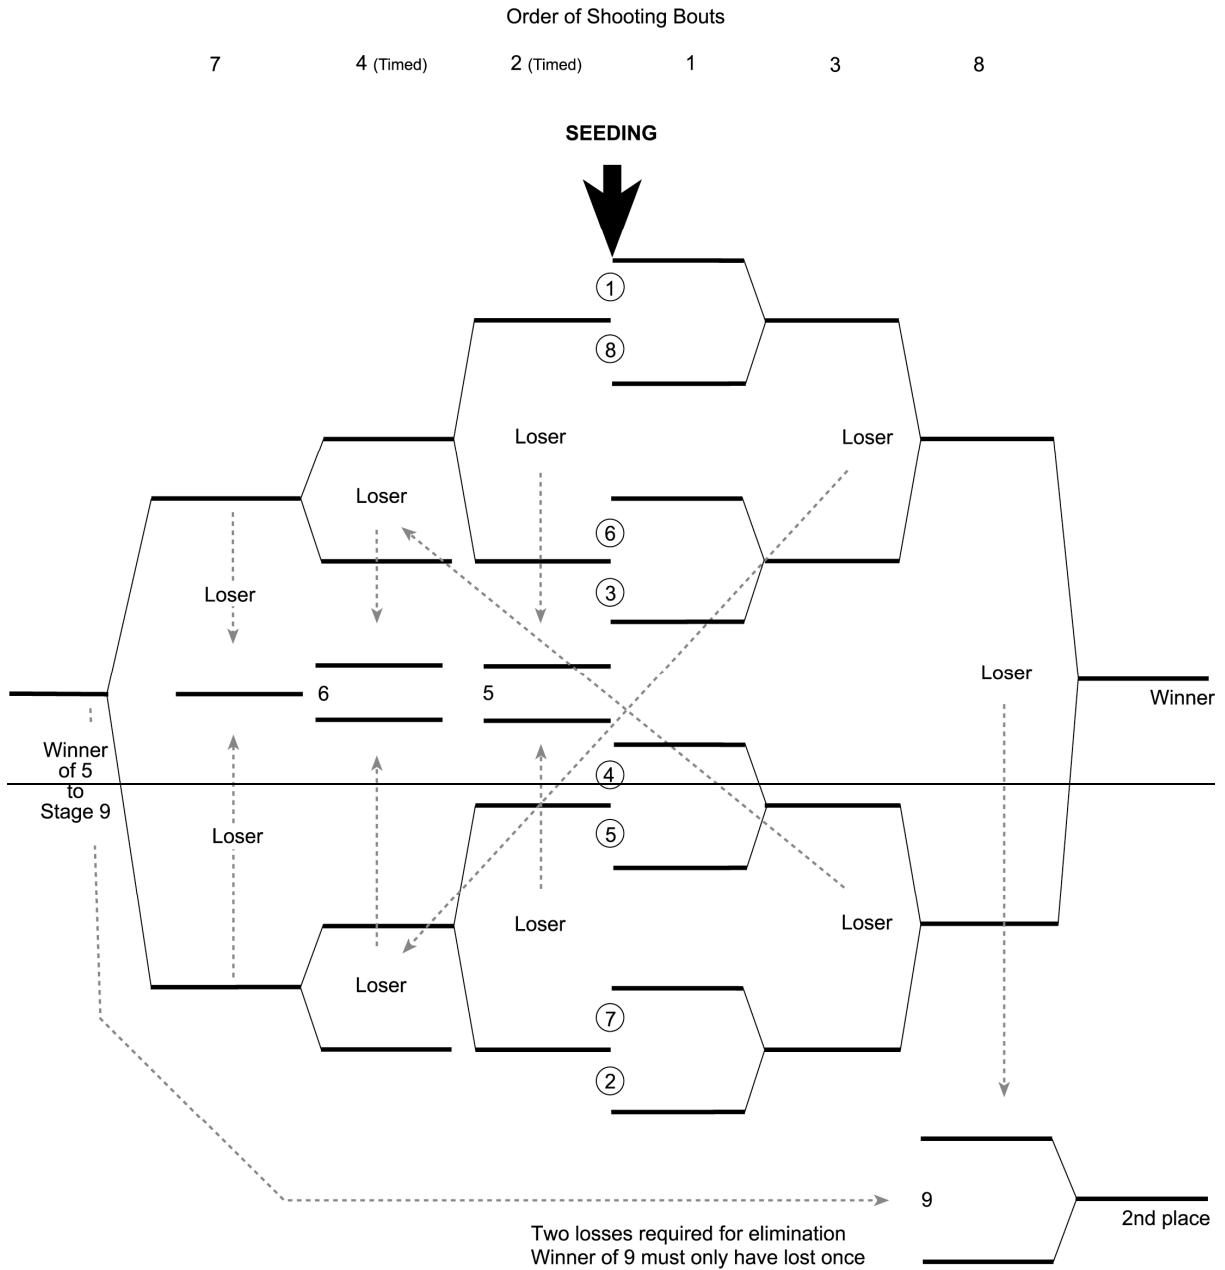 Order of Shooting Bouts
7 4 (Timed) 2 (Timed) 1 3 8
SEEDING
1
8
Loser Loser
Loser
6
3
Loser
Loser
6 5
Winner
Winner
of 5
to
Stage 9
4
5
Loser
Loser Loser
Loser
7
2
9
2nd place
Two losses required for elimination
Winner of 9 must only have lost once